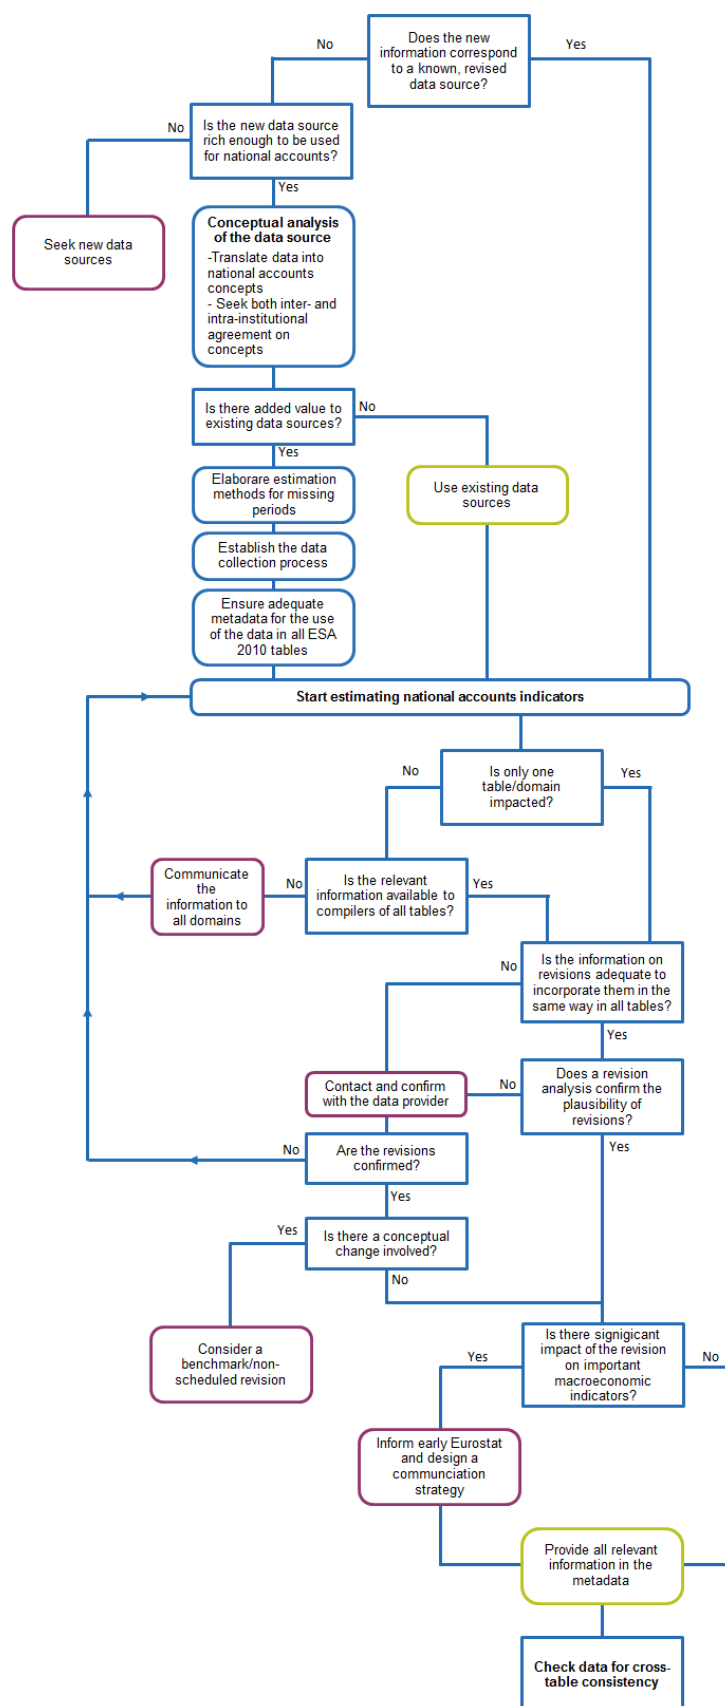 Does the new
information correspond
to a known, revised
data source?
No
Yes
Is the new data source
rich enough to be used
for national accounts?
No
Yes
Seek new data
sources
Conceptual analysis
of the data source
-Translate data into
national accounts
concepts
- Seek both inter- and
intra-institutional
agreement on
concepts
Is there added value to
existing data sources?
No
Yes
Elaborare estimation
methods for missing
periods
Use existing data
sources
Establish the data
collection process
Ensure adequate
metadata for the use
of the data in all ESA
2010 tables
Start estimating national accounts indicators
Is only one
table/domain
impacted?
No
Yes
Communicate
the
information to
all domains
No
Is the relevant
information available to
compilers of all tables?
Yes
Is the information on
revisions adequate to
incorporate them in the
same way in all tables?
No
Yes
Contact and confirm
with the data provider
No
Does a revision
analysis confirm the
plausibility of
revisions?
Yes
No
Are the revisions
confirmed?
Yes
Yes
Is there a conceptual
change involved?
No
Consider a
benchmark/non-
scheduled revision
Is there signigicant
impact of the revision
on important
macroeconomic
indicators?
Yes
No
Inform early Eurostat
and design a
communciation
strategy
Provide all relevant
information in the
metadata
Check data for cross-
table consistency